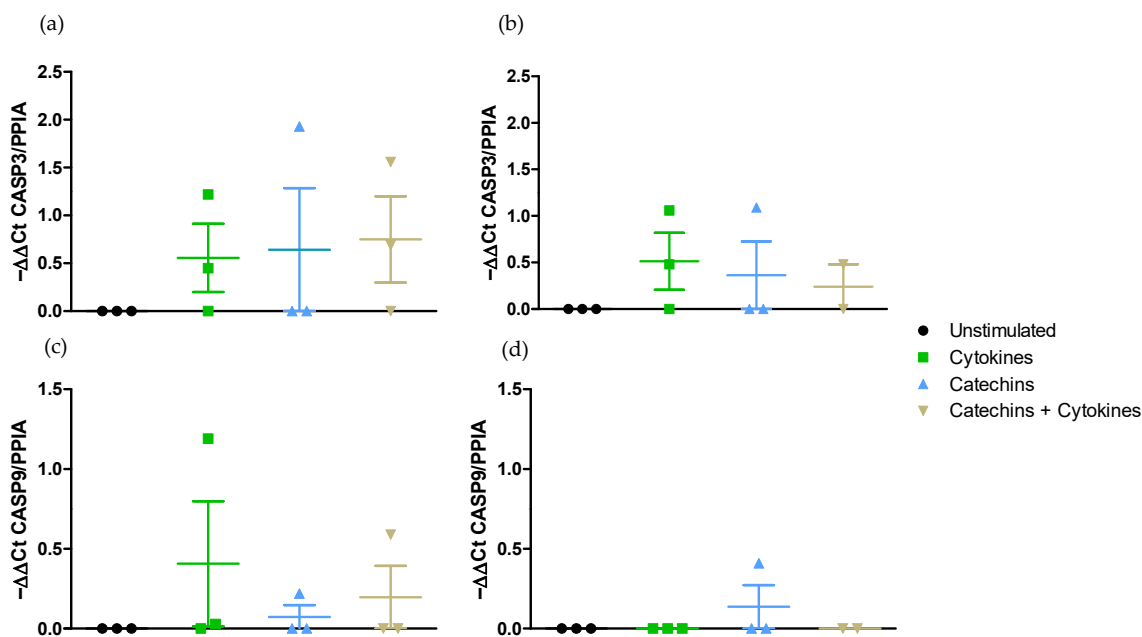 (a)
(b)
−ΔΔCt CASP3/PPIA
2.5
2.0
1.5
1.0
0.5
0.0
−ΔΔCt CASP3/PPIA
2.5
2.0
1.5
1.0
0.5
0.0
(c)
(d)
−ΔΔCt CASP9/PPIA
1.5
1.0
0.5
0.0
−ΔΔCt CASP9/PPIA
1.5
1.0
0.5
0.0
Unstimulated
Cytokines
Catechins
Catechins + Cytokines